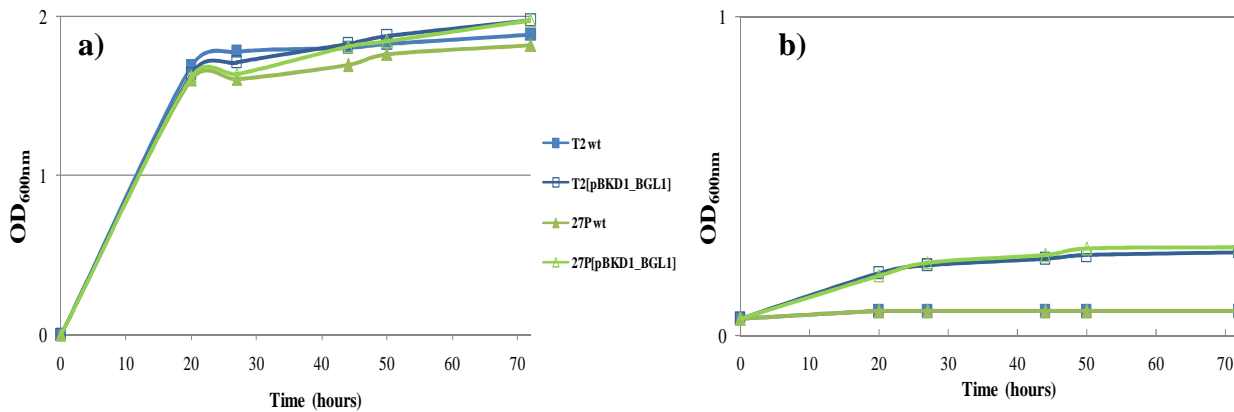 a)
2
1
0
OD600nm
0 10 20 30 40 50 60 70
Time (hours)
T2 wt
T2[pBKD1_BGL1]
27P wt
27P[pBKD1_BGL1]
b)
1
0
OD600nm
0 10 20 30 40 50 60 70
Time (hours)